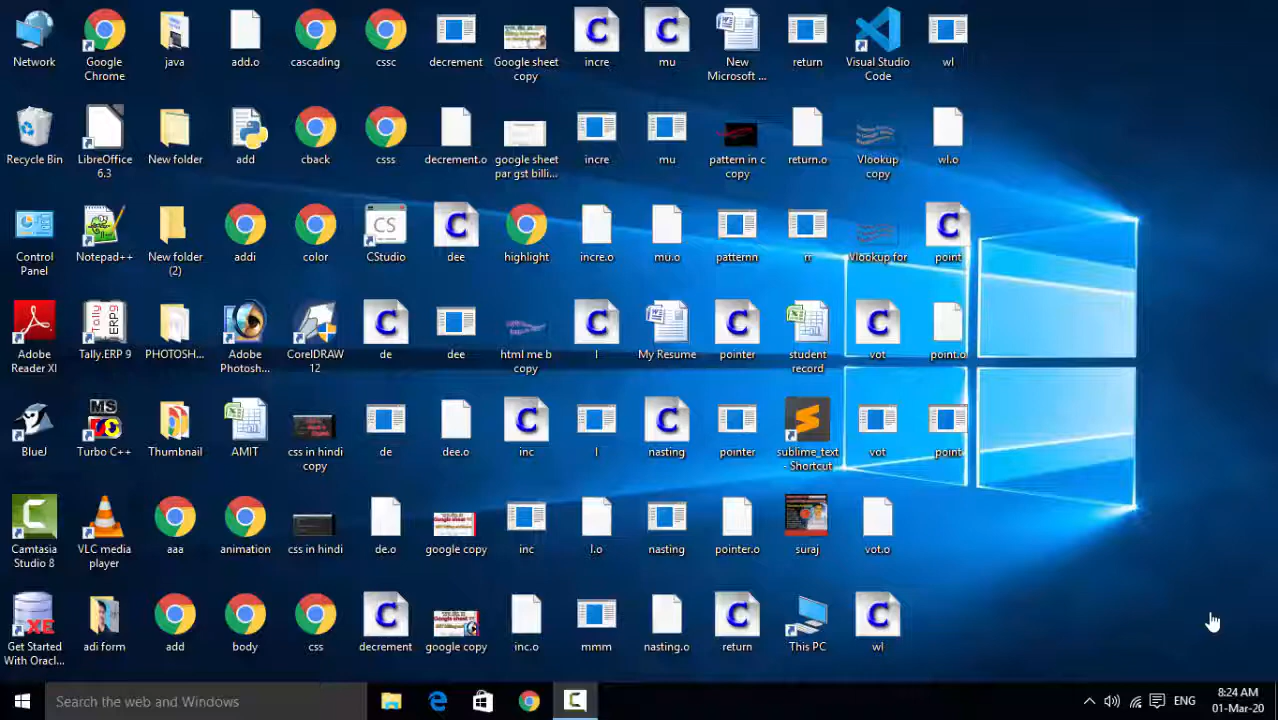 Network
Google Chrome
java
add.o
cascading
cssc
decrement
Google sheet copy
incre
mu
New Microsoft ...
return
Visual Studio Code
wl
Recycle Bin
LibreOffice 6.3
New folder
add
cback
csss
decrement.o
google sheet par gst billi...
incre
mu
pattern in c copy
return.o
Vlookup copy
wl.o
Control Panel
Notepad++
New folder (2)
addi
color
CS
CStudio
dee
highlight
incre.o
mu.o
patternn
rr
Vlookup for
point
Adobe Reader XI
Tally.ERP 9
PHOTOSH...
Adobe Photosh...
CorelDRAW 12
de
dee
html me b copy
l
My Resume
pointer
student record
vot
point.o
BlueJ
MS
Turbo C++
Thumbnail
AMIT
css in hindi copy
de
dee.o
inc
l
nasting
pointer
sublime_text - Shortcut
vot
point
Camtasia Studio 8
VLC media player
aaa
animation
css in hindi
de.o
google copy
inc
l.o
nasting
pointer.o
suraj
vot.o
XE
Get Started With Oracl...
adi form
add
body
css
decrement
google copy
inc.o
mmm
nasting.o
return
This PC
wl
Search the web and Windows
ENG
8:24 AM
01-Mar-20